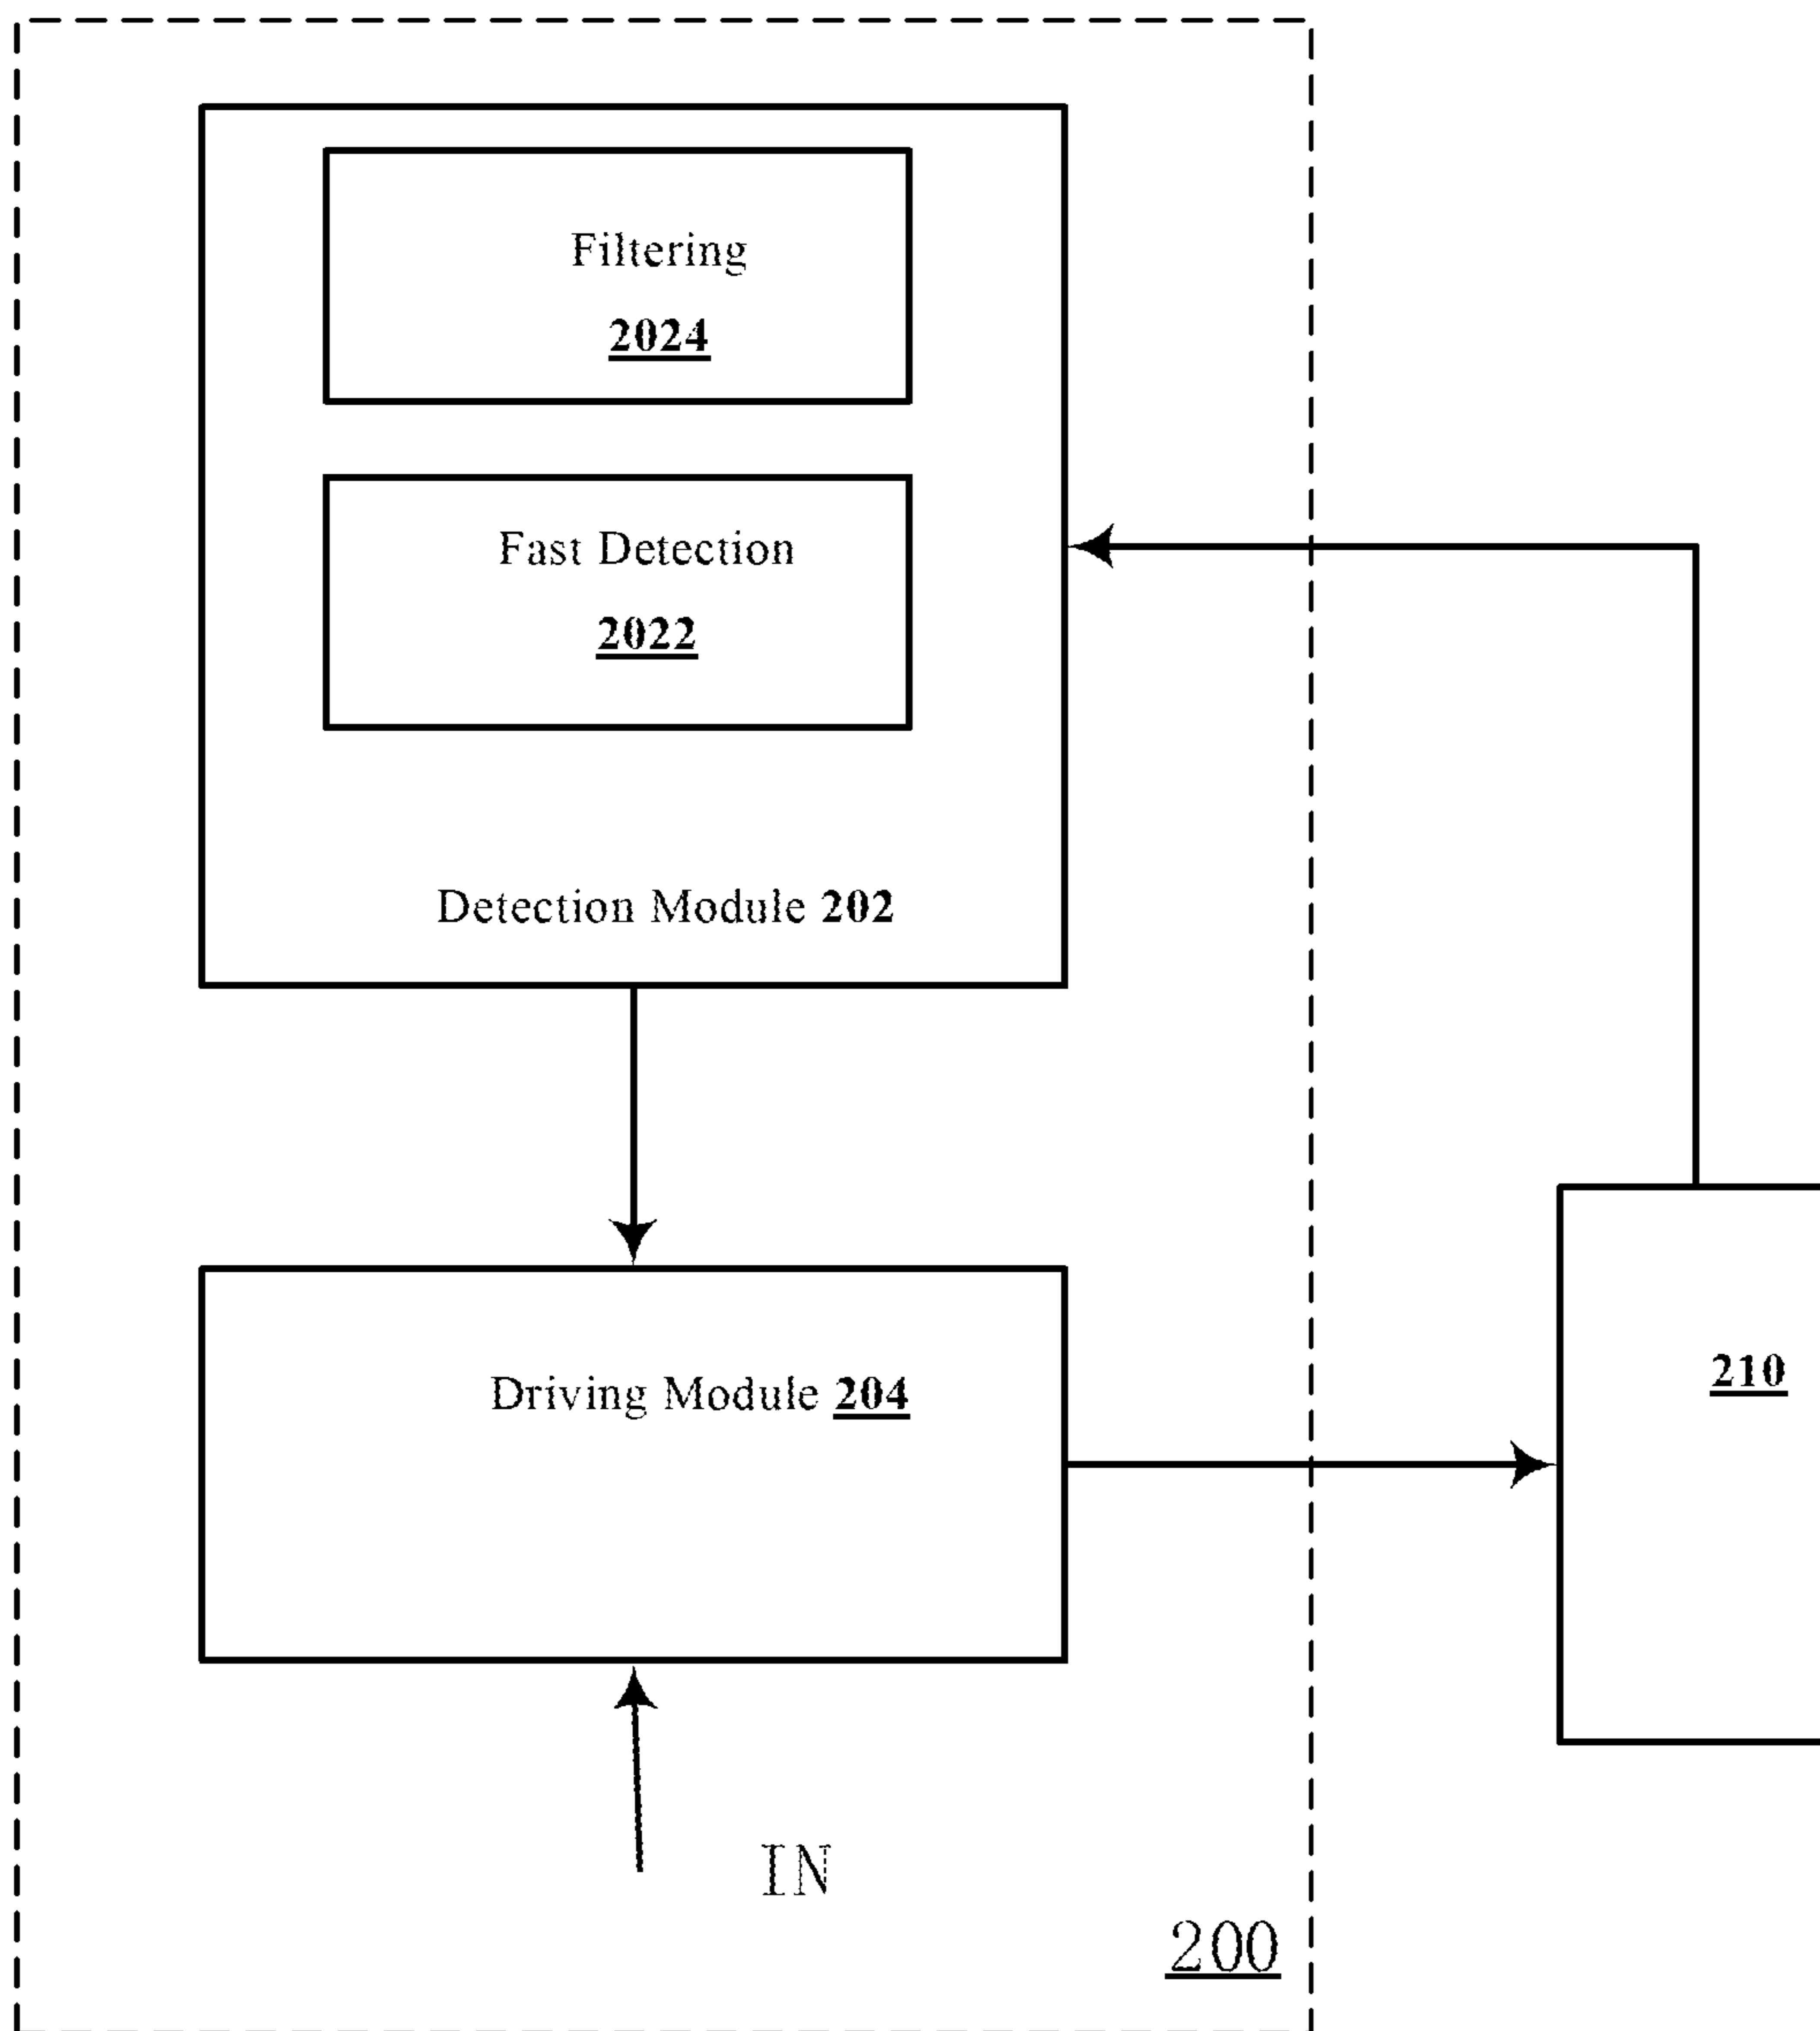 Filtering
2024
Fast Detection
2022
Detection Module 202
Driving Module 204
210
IN
200